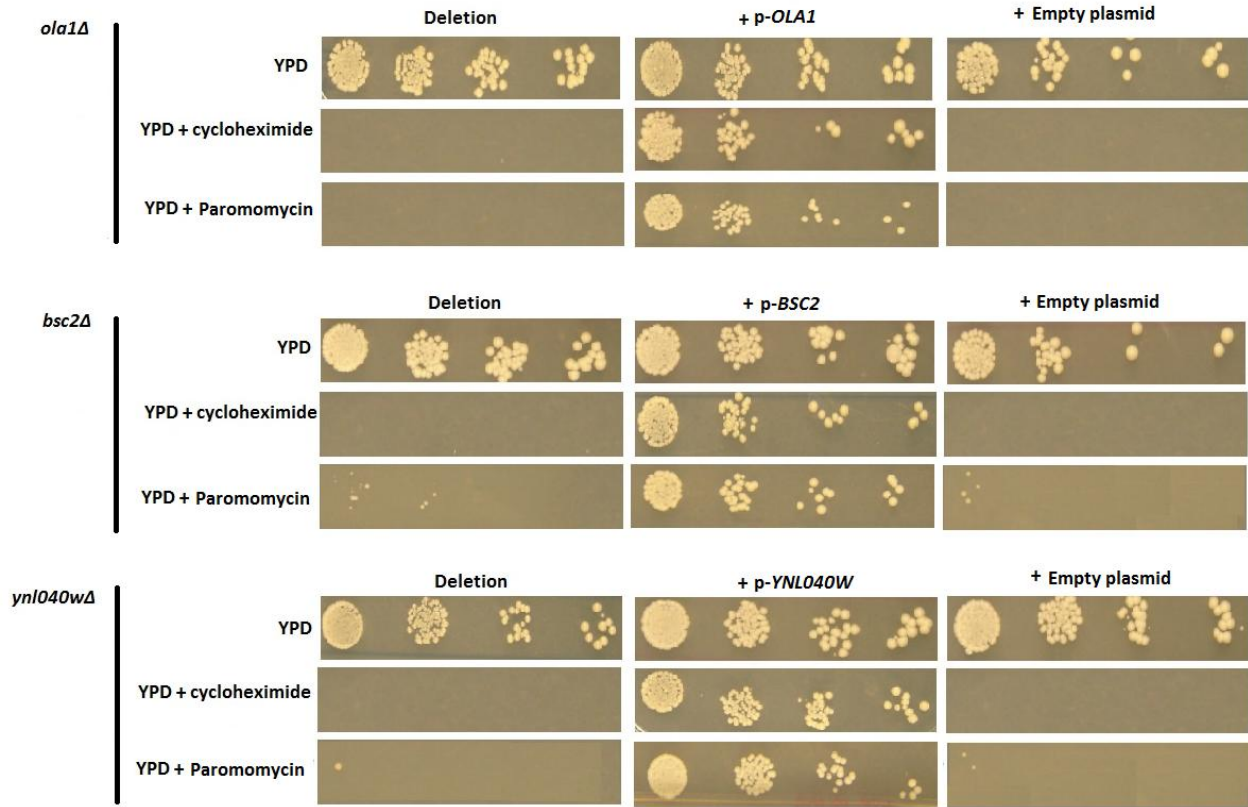 ola1Δ
Deletion
+ p-OLA1
+ Empty plasmid
YPD
YPD + cycloheximide
YPD + Paromomycin
bsc2Δ
Deletion
+ p-BSC2
+ Empty plasmid
YPD
YPD + cycloheximide
YPD + Paromomycin
ynl040wΔ
Deletion
+ p-YNL040W
+ Empty plasmid
YPD
YPD + cycloheximide
YPD + Paromomycin